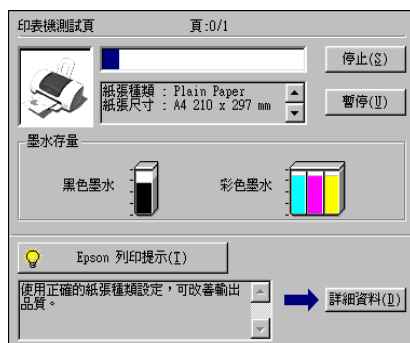 印表機測試頁 頁:0/1
停止(S)
紙張種類 : Plain Paper
紙張尺寸 : A4 210 x 297 mm
暫停(U)
墨水存量
黑色墨水 彩色墨水
Epson 列印提示(I)
使用正確的紙張種類設定，可改善輸出
品質。
詳細資料(D)